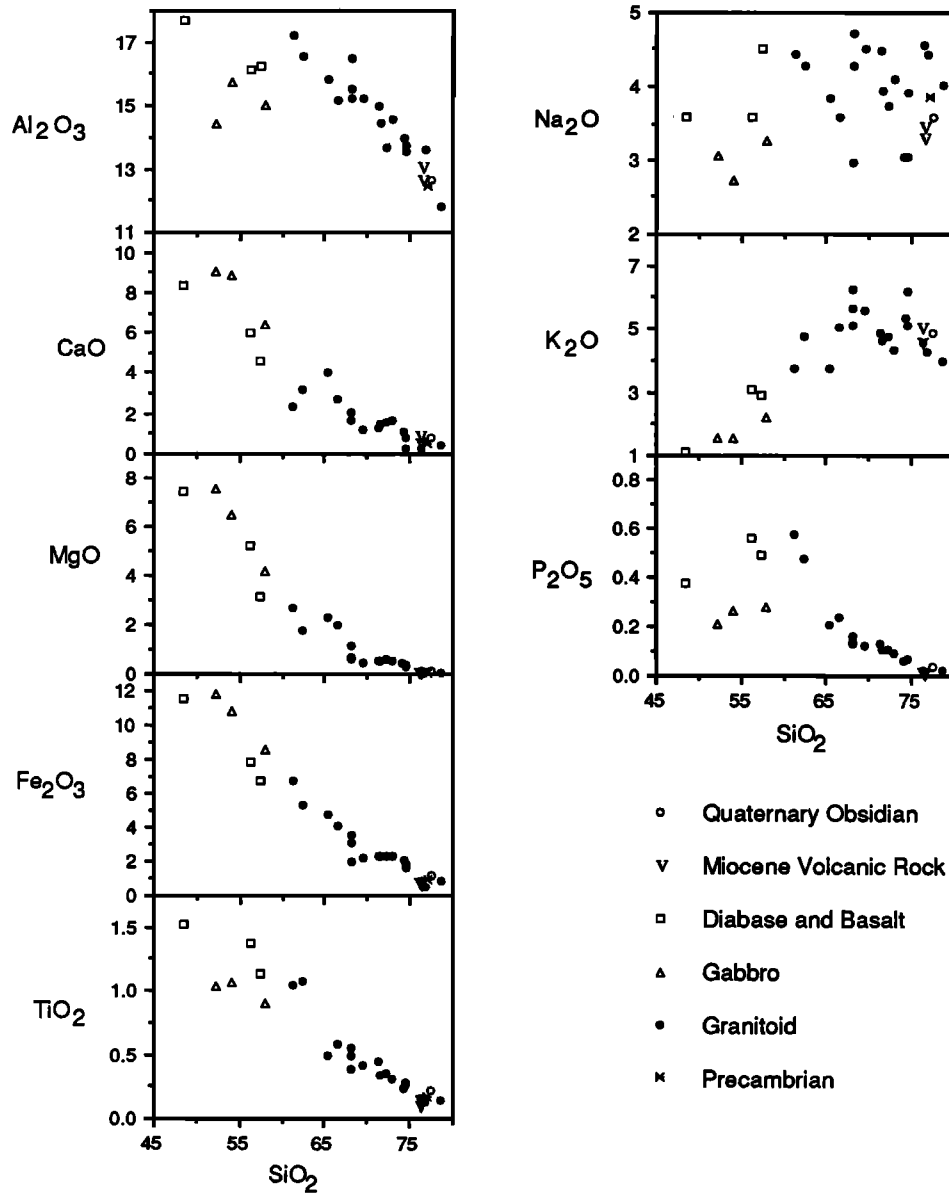 Al2O3
17
15
13
11
CaO
10
8
6
4
2
0
MgO
8
6
4
2
0
Fe2O3
12
10
8
6
4
2
0
TiO2
1.5
1.0
0.5
0.0
45 55 65 75
SiO2
Na2O
5
4
3
2
K2O
7
5
3
1
P2O5
0.8
0.6
0.4
0.2
0.0
45 55 65 75
SiO2
Quaternary Obsidian
Miocene Volcanic Rock
Diabase and Basalt
Gabbro
Granitoid
Precambrian